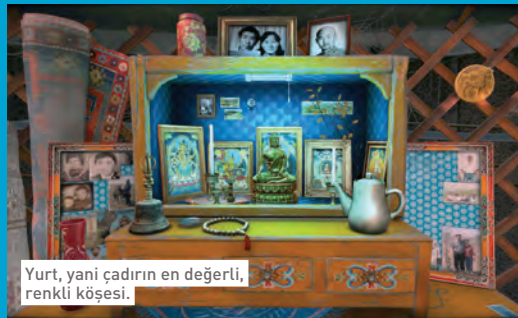 Yurt, yani çadırın en değerli,
renkli köşesi.